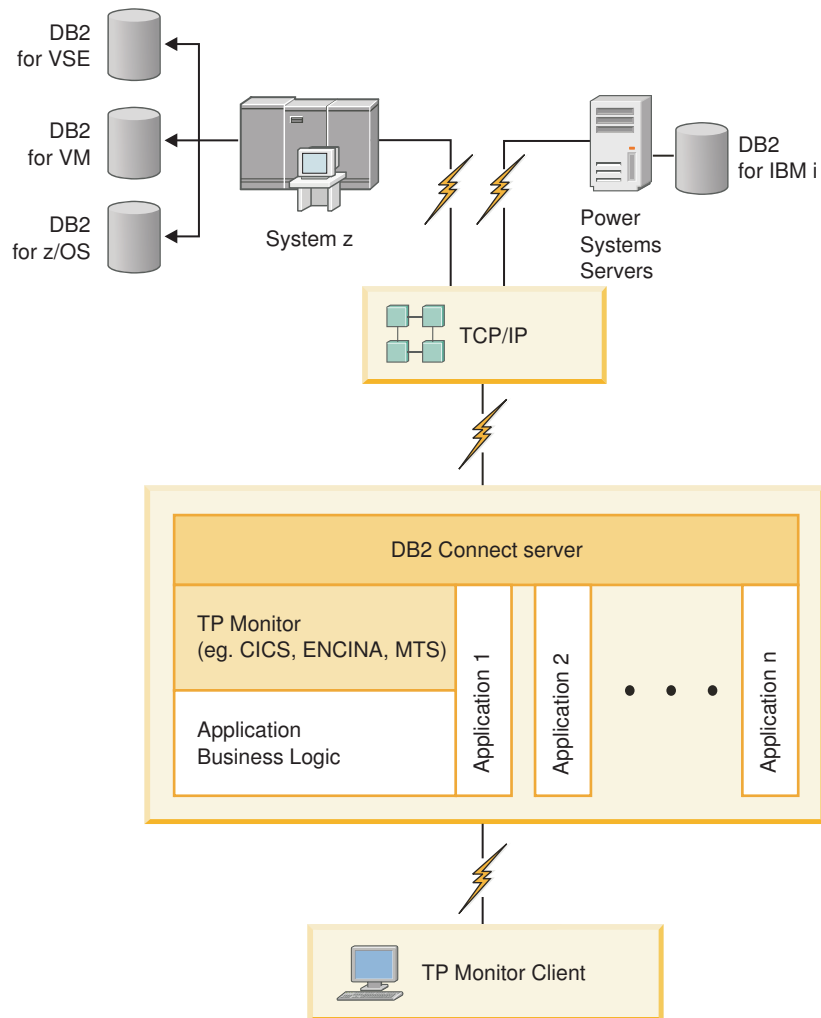 DB2
for VSE
DB2
for VM
DB2
for z/OS
System z
Power
Systems
Servers
DB2
for IBM i
TCP/IP
DB2 Connect server
TP Monitor
(eg. CICS, ENCINA, MTS)
Application
Business Logic
Application 1
Application 2
Application n
TP Monitor Client